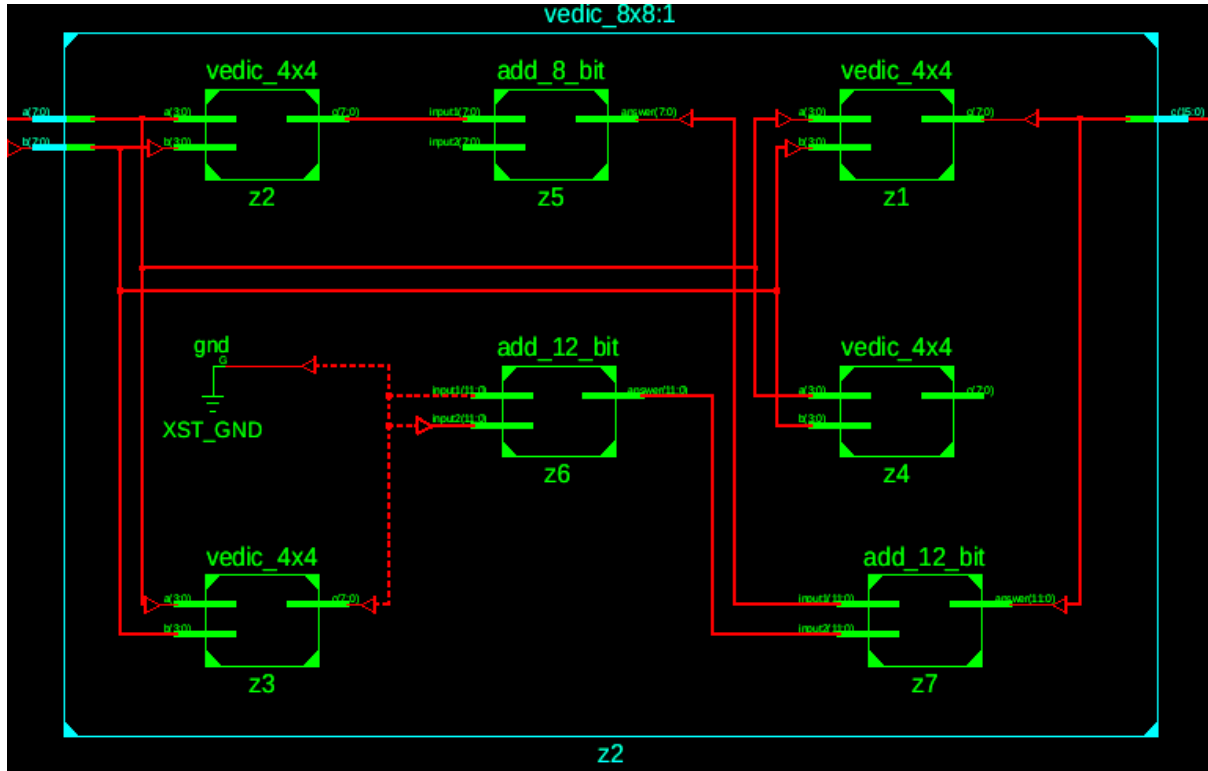 vedic_8x8:1
vedic_4x4
add_8_bit
vedic_4x4
a(7:0)
a(3:0)
c(7:0)
input1(7:0)
answer(7:0)
a(3:0)
c(7:0)
c(15:0)
b(7:0)
b(3:0)
input2(7:0)
b(3:0)
z2
z5
z1
gnd
G
add_12_bit
vedic_4x4
input1(11:0)
answer(11:0)
a(3:0)
c(7:0)
XST_GND
input2(11:0)
b(3:0)
z6
z4
vedic_4x4
add_12_bit
a(3:0)
c(7:0)
input1(11:0)
answer(11:0)
b(3:0)
input2(11:0)
z3
z7
z2